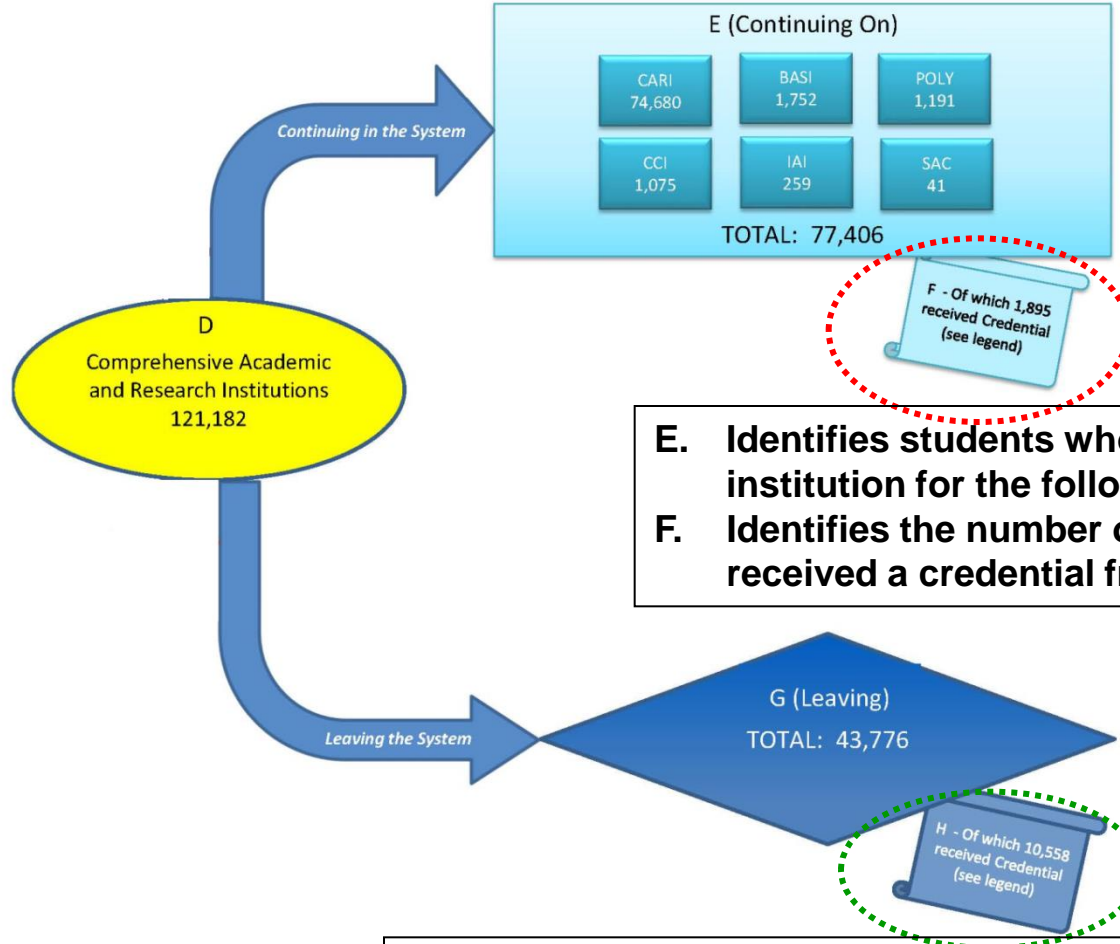 E (Continuing On)
CARI
74,680
BASI
1,752
POLY
1,191
CCI
1,075
IAI
259
SAC
41
TOTAL: 77,406
Continuing in the System
F - Of which 1,895
received Credential
(see legend)
D
Comprehensive Academic
and Research Institutions
121,182
E. Identifies students who
institution for the follo
F. Identifies the number o
received a credential fr
G (Leaving)
TOTAL: 43,776
Leaving the System
H - Of which 10,558
received Credential
(see legend)